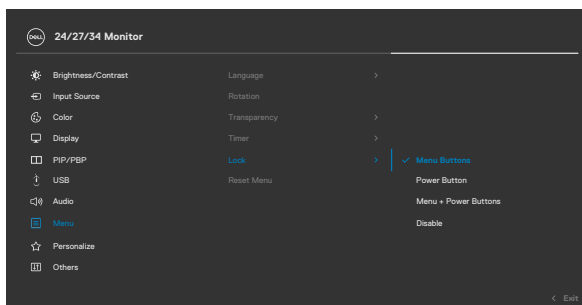 DELL 24/27/34 Monitor
Brightness/Contrast Language >
Input Source Rotation
Color Transparency >
Display Timer >
PIP/PBP Lock > ✓ Menu Buttons
USB Reset Menu Power Button
Audio Menu + Power Buttons
Menu Disable
Personalize
Others
< Exit